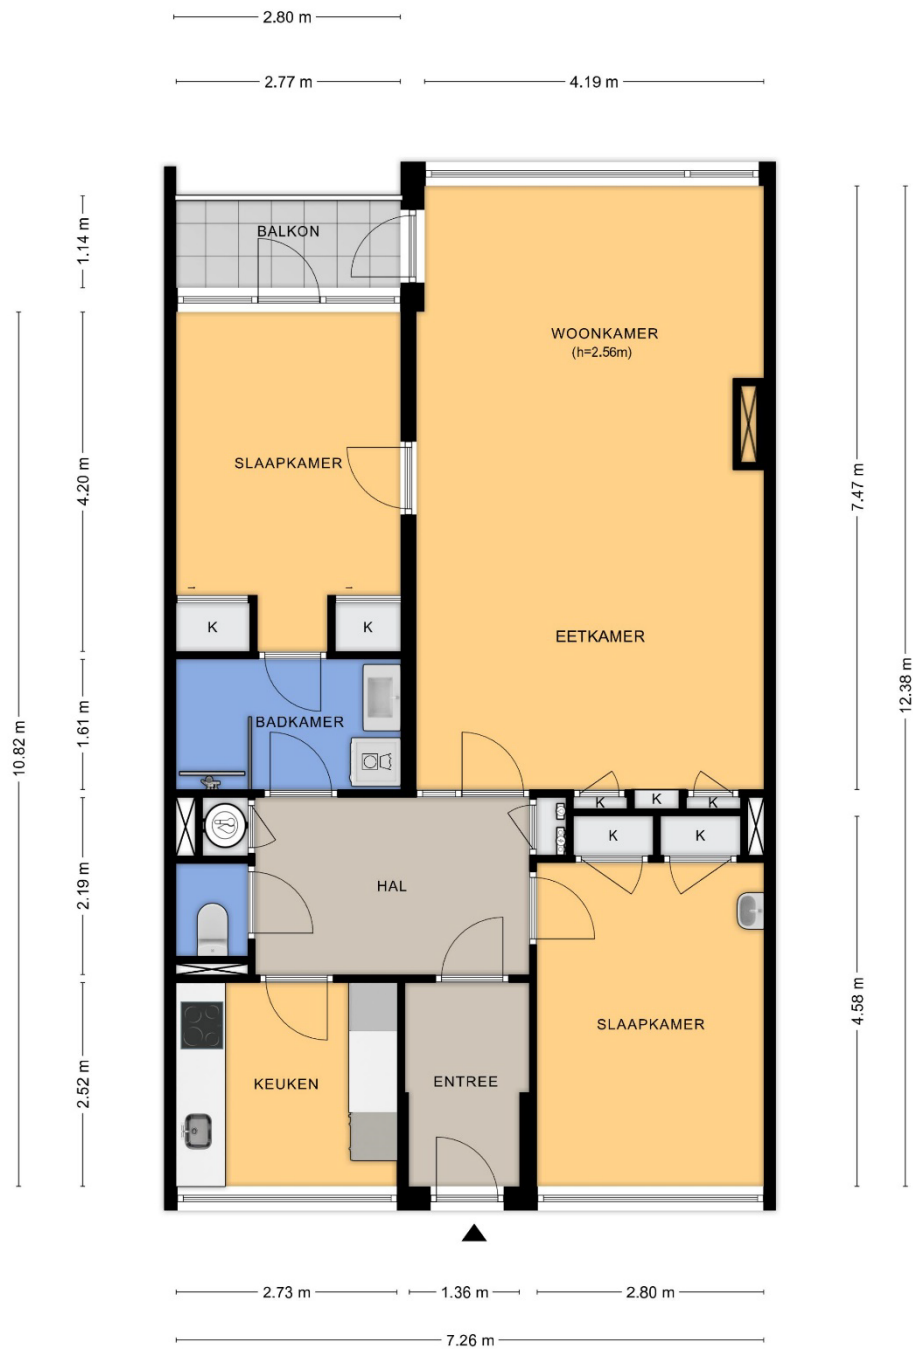 2.80 m
2.77 m
4.19 m
1.14 m
BALKON
WOONKAMER
(h=2.56m)
SLAAPKAMER
4.20 m
7.47 m
K
K
EETKAMER
12.38 m
10.82 m
1.61 m
BADKAMER
K
K
K
K
K
2.19 m
HAL
4.58 m
SLAAPKAMER
2.52 m
KEUKEN
ENTREE
2.73 m
1.36 m
2.80 m
7.26 m